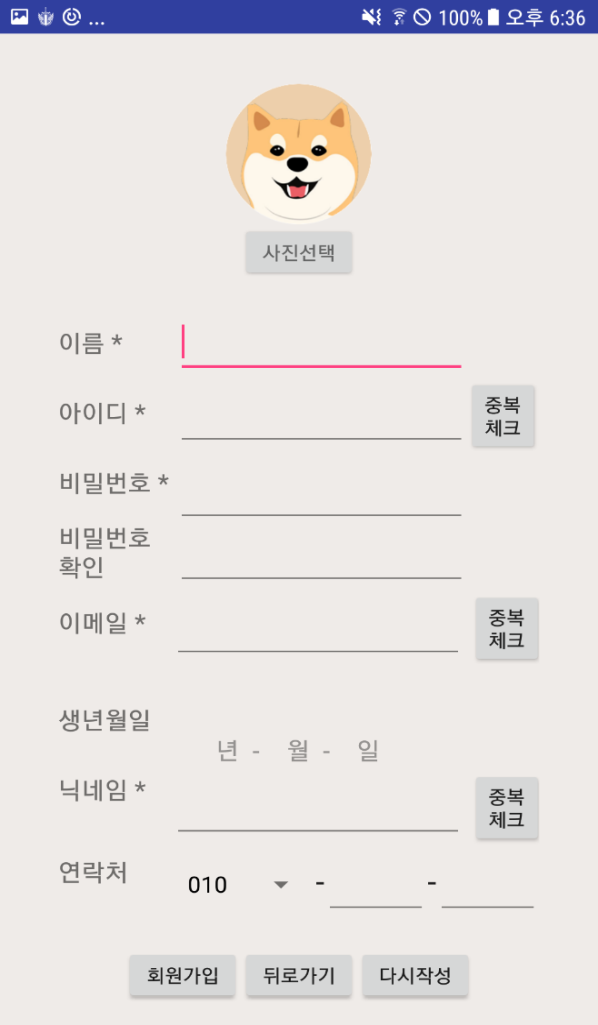 ... 100% 오후 6:36
사진선택
이름 *
아이디 *
중복
체크
비밀번호 *
비밀번호
확인
이메일 *
중복
체크
생년월일
년 - 월 - 일
닉네임 *
중복
체크
연락처
010 - -
회원가입 뒤로가기 다시작성